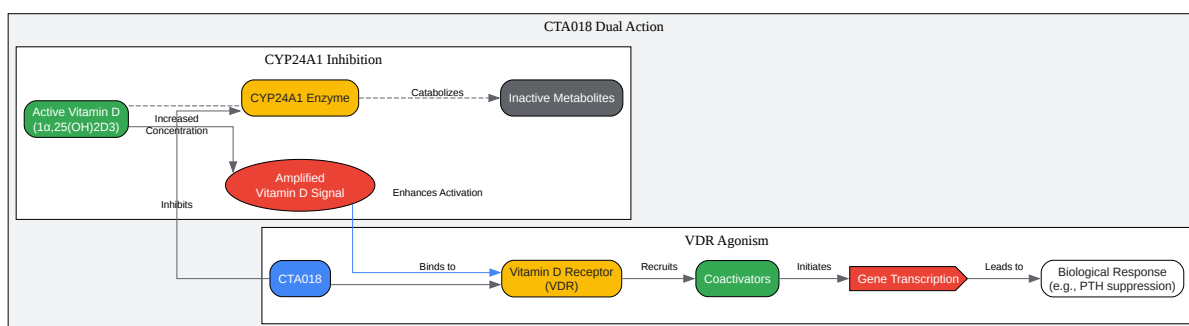 CTA018 Dual Action
CYP24A1 Inhibition
Active Vitamin D
(1α,25(OH)2D3)
CYP24A1 Enzyme
Catabolizes
Inactive Metabolites
Increased
Concentration
Amplified
Vitamin D Signal
Enhances Activation
Inhibits
VDR Agonism
CTA018
Binds to
Vitamin D Receptor
(VDR)
Recruits
Coactivators
Initiates
Gene Transcription
Leads to
Biological Response
(e.g., PTH suppression)